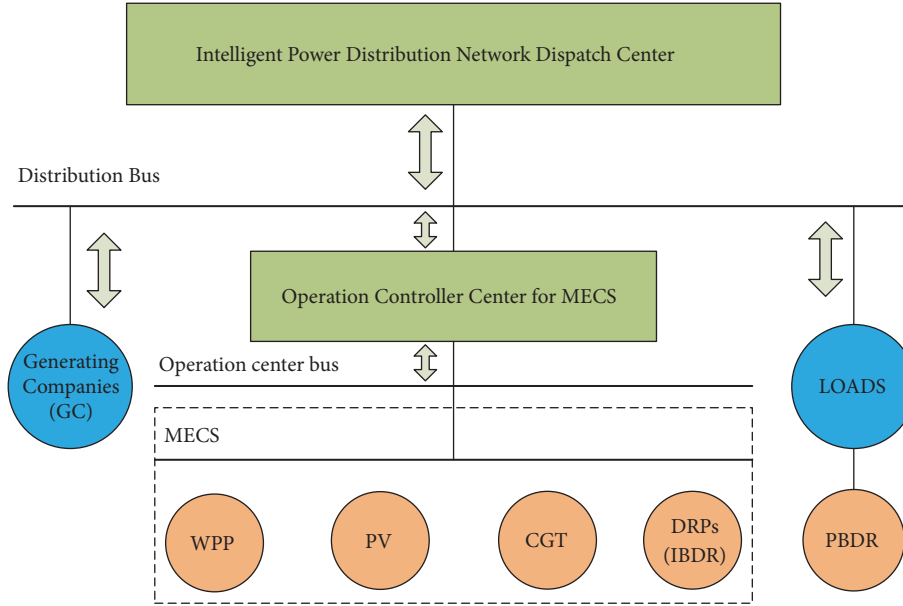 Intelligent Power Distribution Network Dispatch Center
Distribution Bus
Operation Controller Center for MECS
Generating
Companies
(GC)
Operation center bus
LOADS
MECS
WPP
PV
CGT
DRPs
(IBDR)
PBDR